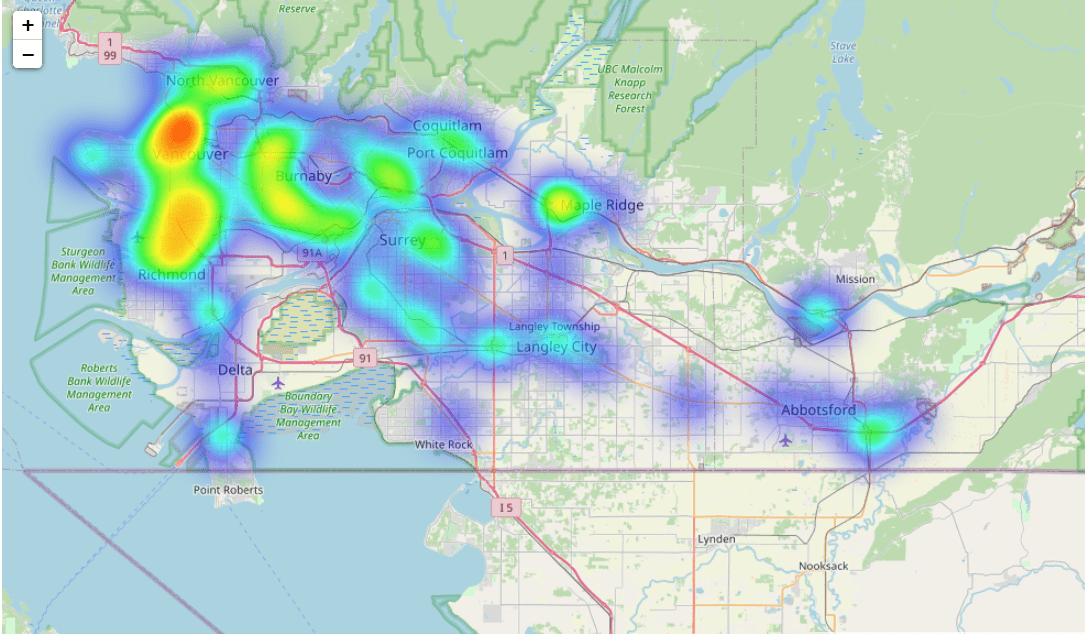 +
−
1
99
Reserve
North Vancouver
Vancouver
Burnaby
Coquitlam
Port Coquitlam
UBC Malcolm
Knapp
Research
Forest
Stave
Lake
Maple Ridge
Surrey
91A
1
Richmond
Sturgeon
Bank Wildlife
Management
Area
Mission
Langley Township
Langley City
91
Delta
Roberts
Bank Wildlife
Management
Area
Boundary
Bay Wildlife
Management
Area
Abbotsford
White Rock
Point Roberts
I 5
Lynden
Nooksack